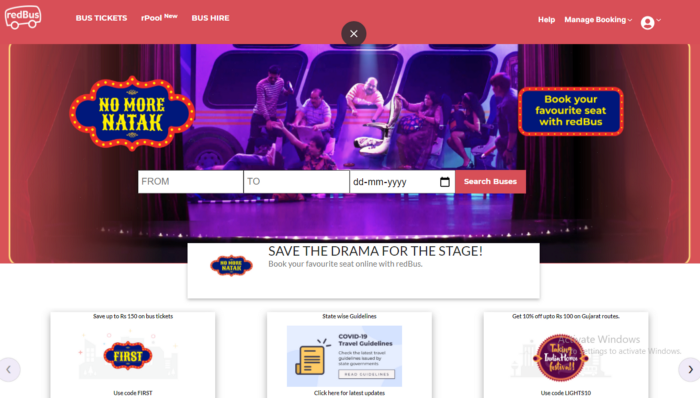 redBus
BUS TICKETS
rPool New
BUS HIRE
Help
Manage Booking
NO MORE
NATAK
Book your
favourite seat
with redBus
FROM
TO
dd-mm-yyyy
Search Buses
NO MORE
NATAK
SAVE THE DRAMA FOR THE STAGE!
Book your favourite seat online with redBus.
Save up to Rs 150 on bus tickets
FIRST
Use code FIRST
State wise Guidelines
COVID-19
Travel Guidelines
Check the latest travel
guidelines issued by
state governments
READ GUIDELINES
Click here for latest updates
Get 10% off upto Rs 100 on Gujarat routes.
Taking
India Home
festival!
Use code LIGHTS10
Activate Windows
Go to Settings to activate Windows.